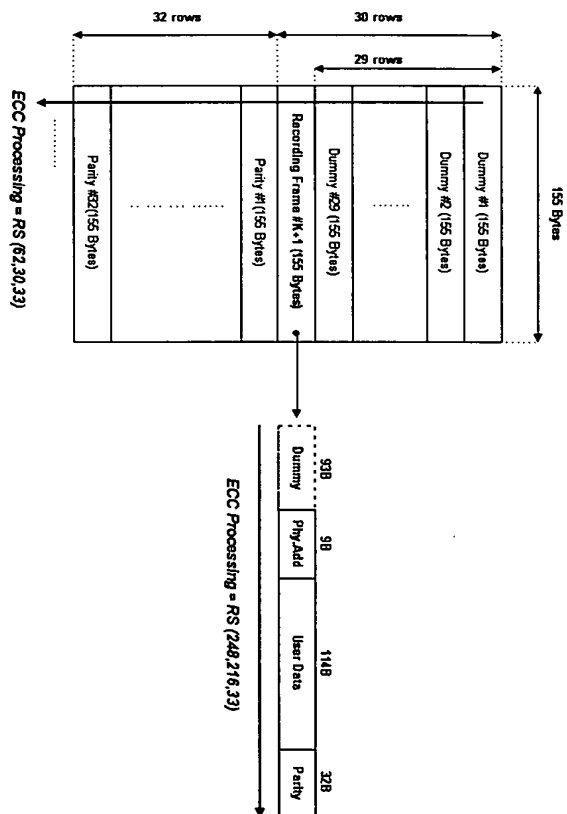 32 rows
30 rows
29 rows
155 Bytes
Dummy #1 (155 Bytes)
Dummy #2 (155 Bytes)
......
Dummy #29 (155 Bytes)
Recording Frame #K+1 (155 Bytes)
Parity #1(155 Bytes)
...... ......
Parity #32(155 Bytes)
ECC Processing = RS (62,30,33)
........
93B
9B
114B
32B
Dummy
Phy.Add
User Data
Parity
ECC Processing = RS (248,216,33)